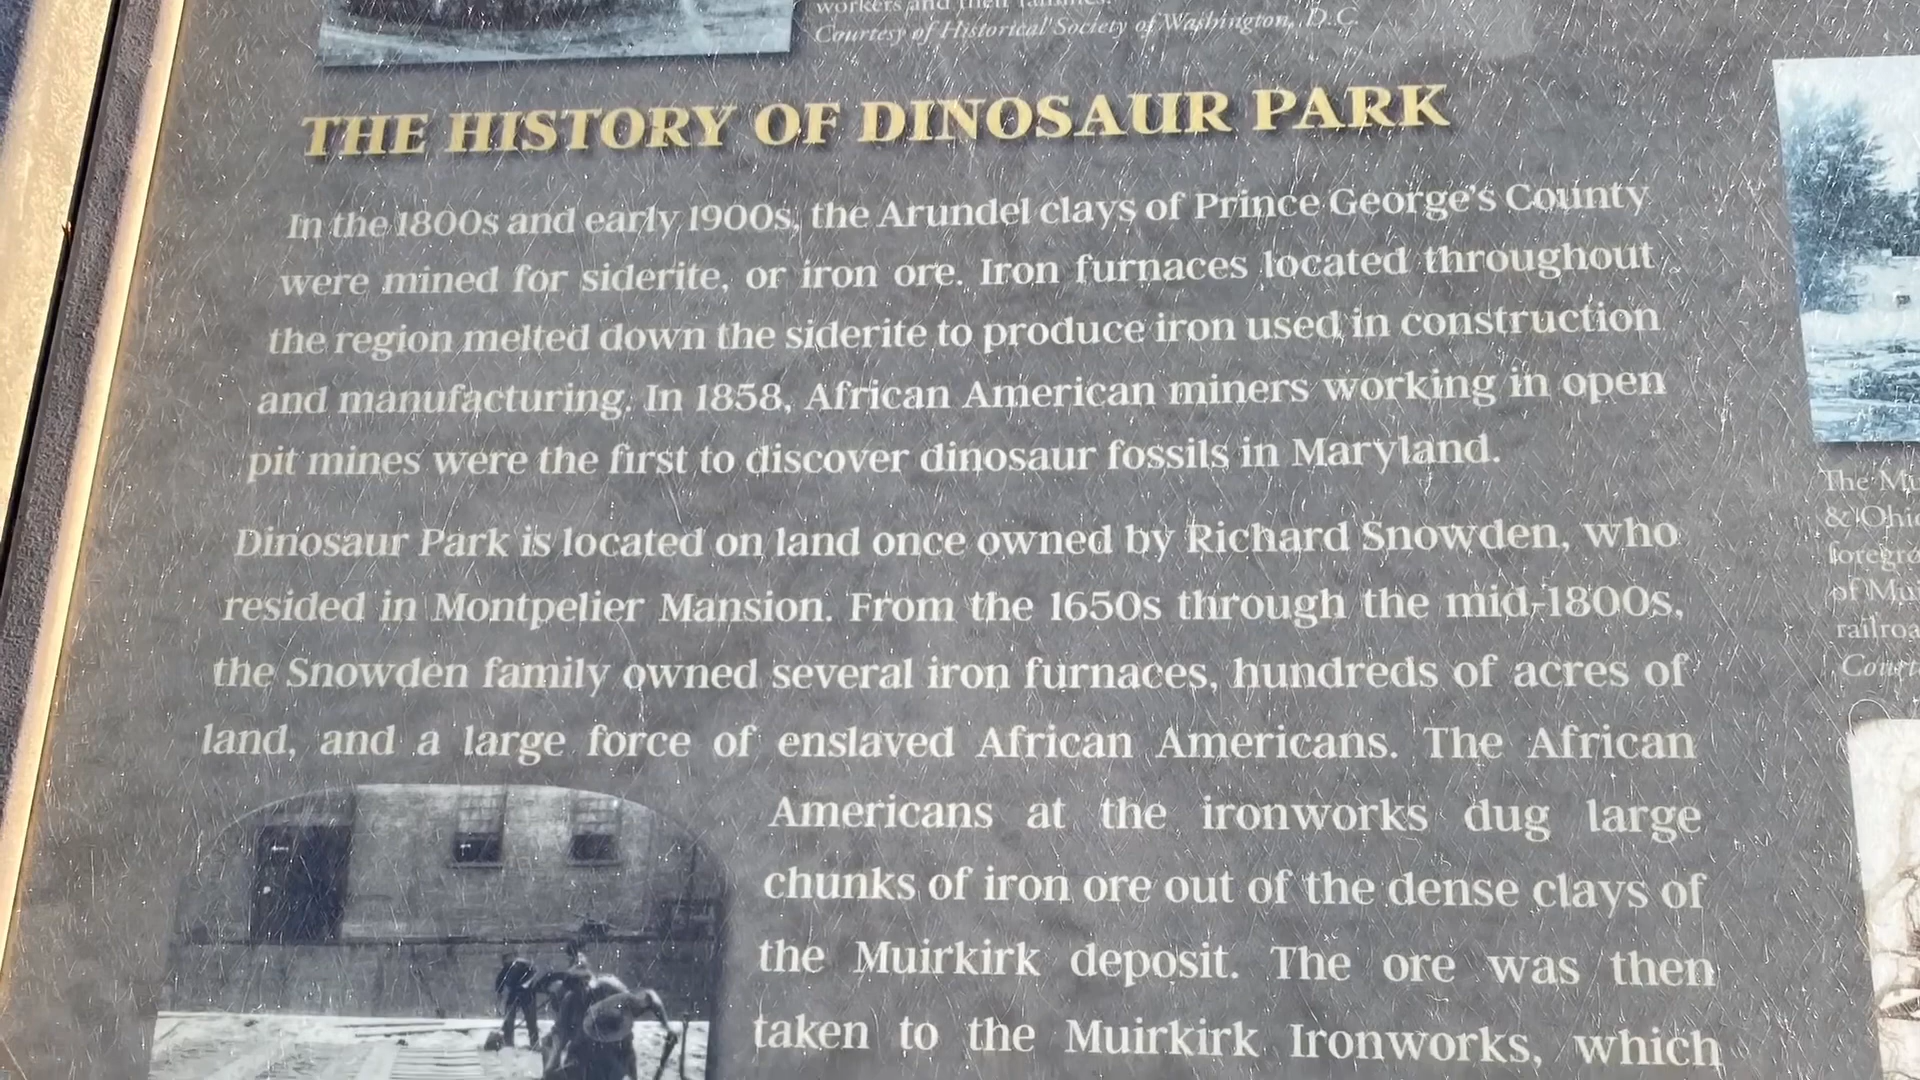 workers and their families.
Courtesy of Historical Society of Washington, D.C.
THE HISTORY OF DINOSAUR PARK
In the 1800s and early 1900s, the Arundel clays of Prince George's County
were mined for siderite, or iron ore. Iron furnaces located throughout
the region melted down the siderite to produce iron used in construction
and manufacturing. In 1858, African American miners working in open
pit mines were the first to discover dinosaur fossils in Maryland.
Dinosaur Park is located on land once owned by Richard Snowden, who
resided in Montpelier Mansion. From the 1650s through the mid-1800s,
the Snowden family owned several iron furnaces, hundreds of acres of
land, and a large force of enslaved African Americans. The African
Americans at the ironworks dug large
chunks of iron ore out of the dense clays of
the Muirkirk deposit. The ore was then
taken to the Muirkirk Ironworks, which
The
&
of